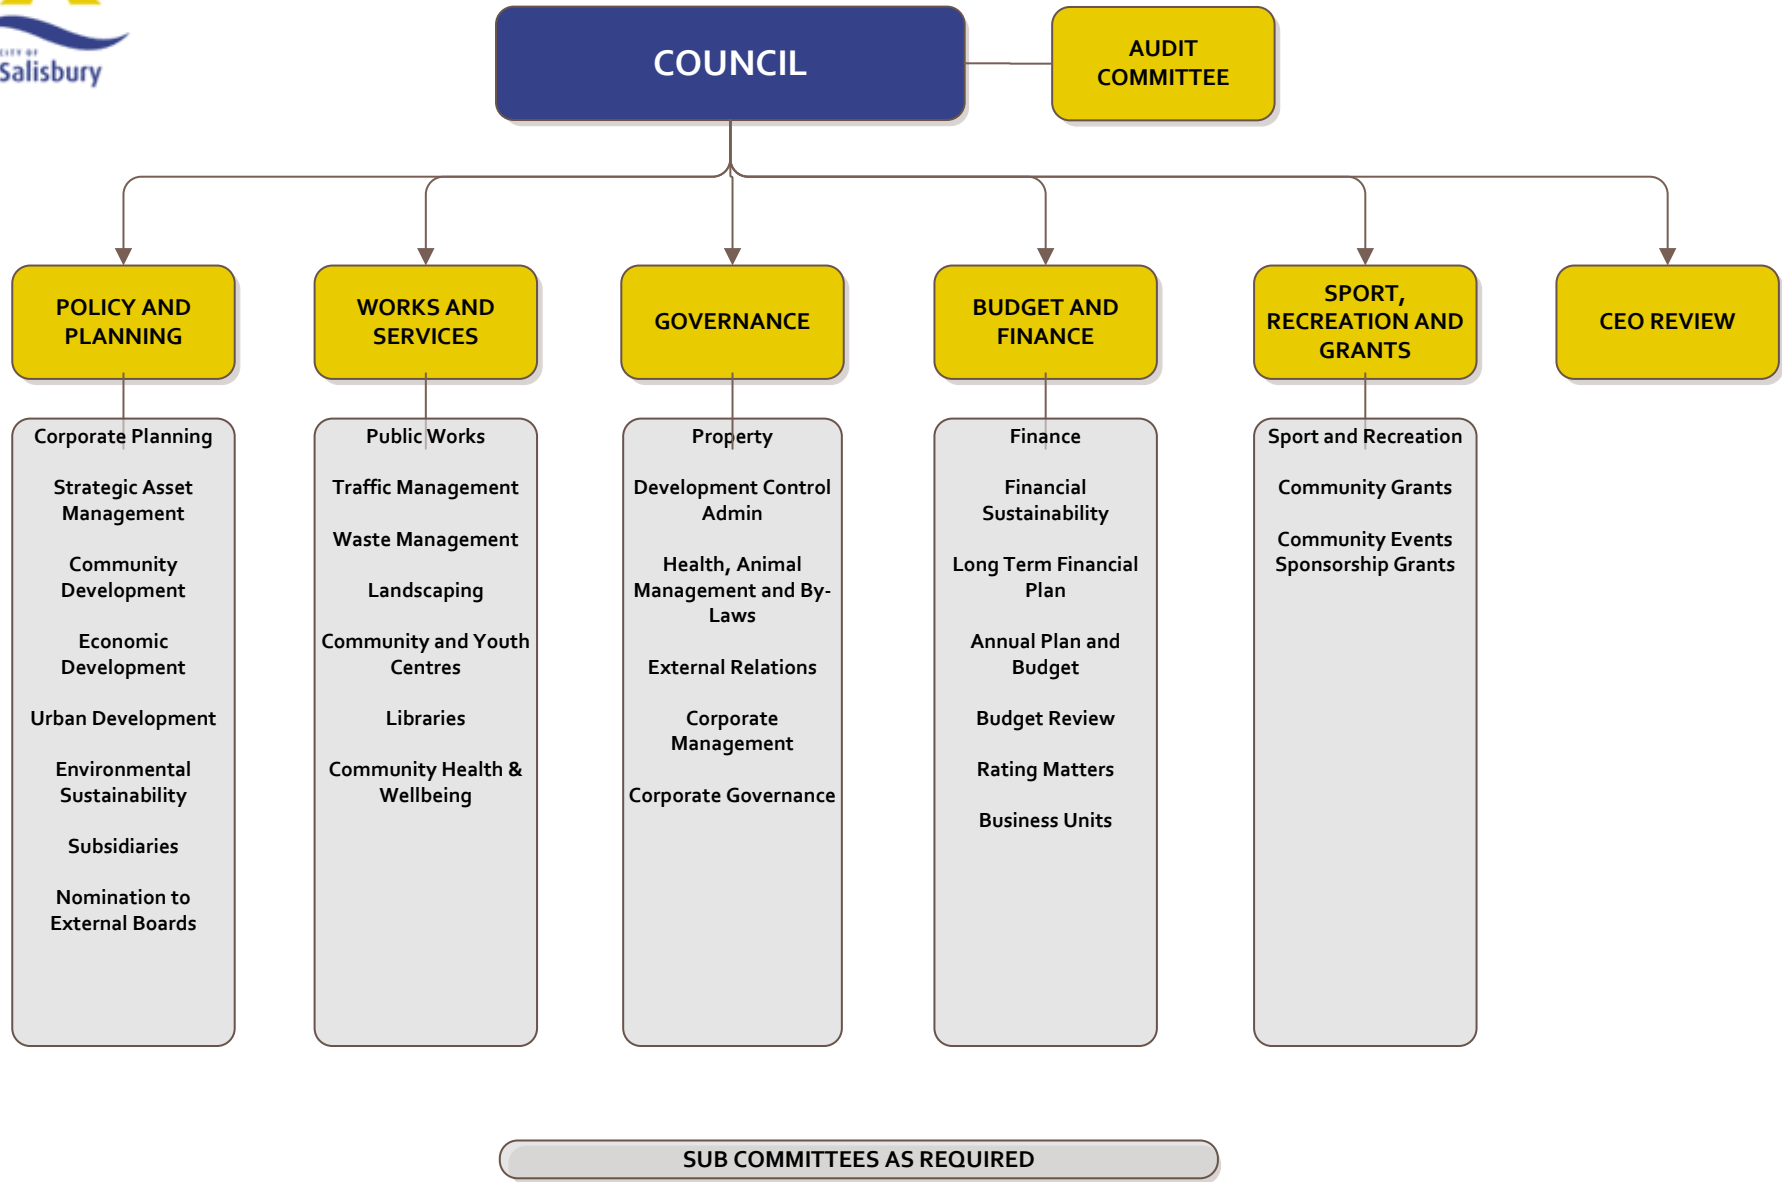 CITY OF
Salisbury
COUNCIL
AUDIT
COMMITTEE
POLICY AND
PLANNING
WORKS AND
SERVICES
GOVERNANCE
BUDGET AND
FINANCE
SPORT,
RECREATION AND
GRANTS
CEO REVIEW
Corporate Planning
Strategic Asset
Management
Community
Development
Economic
Development
Urban Development
Environmental
Sustainability
Subsidiaries
Nomination to
External Boards
Public Works
Traffic Management
Waste Management
Landscaping
Community and Youth
Centres
Libraries
Community Health &
Wellbeing
Property
Development Control
Admin
Health, Animal
Management and By-
Laws
External Relations
Corporate
Management
Corporate Governance
Finance
Financial
Sustainability
Long Term Financial
Plan
Annual Plan and
Budget
Budget Review
Rating Matters
Business Units
Sport and Recreation
Community Grants
Community Events
Sponsorship Grants
SUB COMMITTEES AS REQUIRED